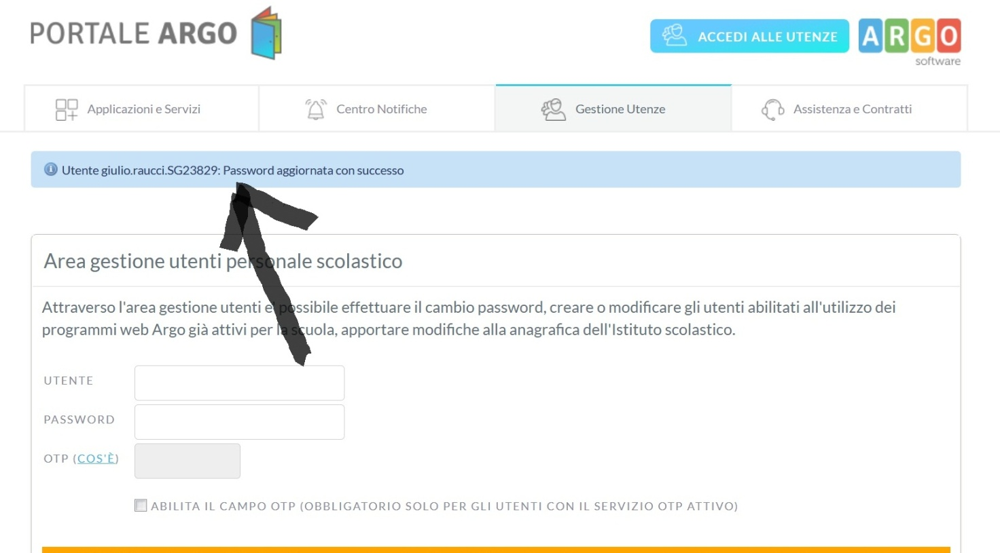 PORTALE ARGO
ACCEDI ALLE UTENZE
ARGO
software
Applicazioni e Servizi
Centro Notifiche
Gestione Utenze
Assistenza e Contratti
Utente giulio.raucci.SG23829: Password aggiornata con successo
Area gestione utenti personale scolastico
Attraverso l'area gestione utenti e' possibile effettuare il cambio password, creare o modificare gli utenti abilitati all'utilizzo dei
programmi web Argo già attivi per la scuola, apportare modifiche alla anagrafica dell'Istituto scolastico.
UTENTE
PASSWORD
OTP (COS'È)
ABILITA IL CAMPO OTP (OBBLIGATORIO SOLO PER GLI UTENTI CON IL SERVIZIO OTP ATTIVO)